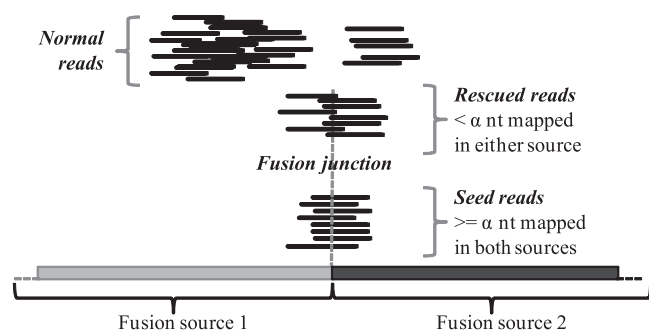 Normal
reads
Rescued reads
< α nt mapped
in either source
Fusion junction
Seed reads
>= α nt mapped
in both sources
Fusion source 1
Fusion source 2